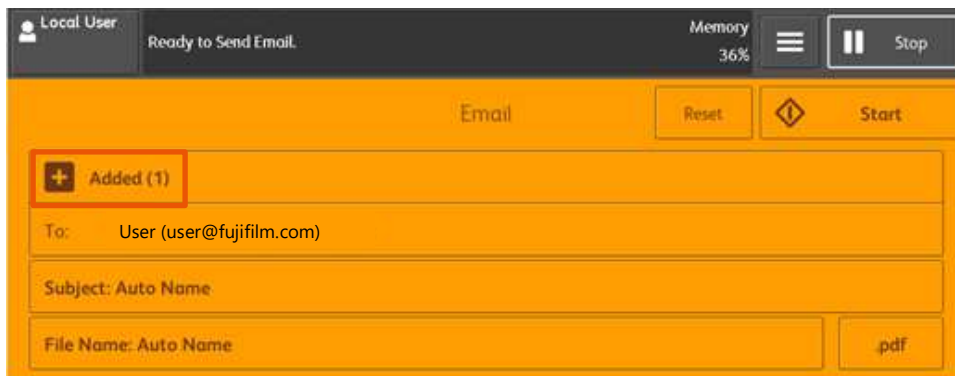 Local User
Ready to Send Email.
Memory
36%
Stop
Email
Reset
Start
Added (1)
To: User (user@fujifilm.com)
Subject: Auto Name
File Name: Auto Name
.pdf